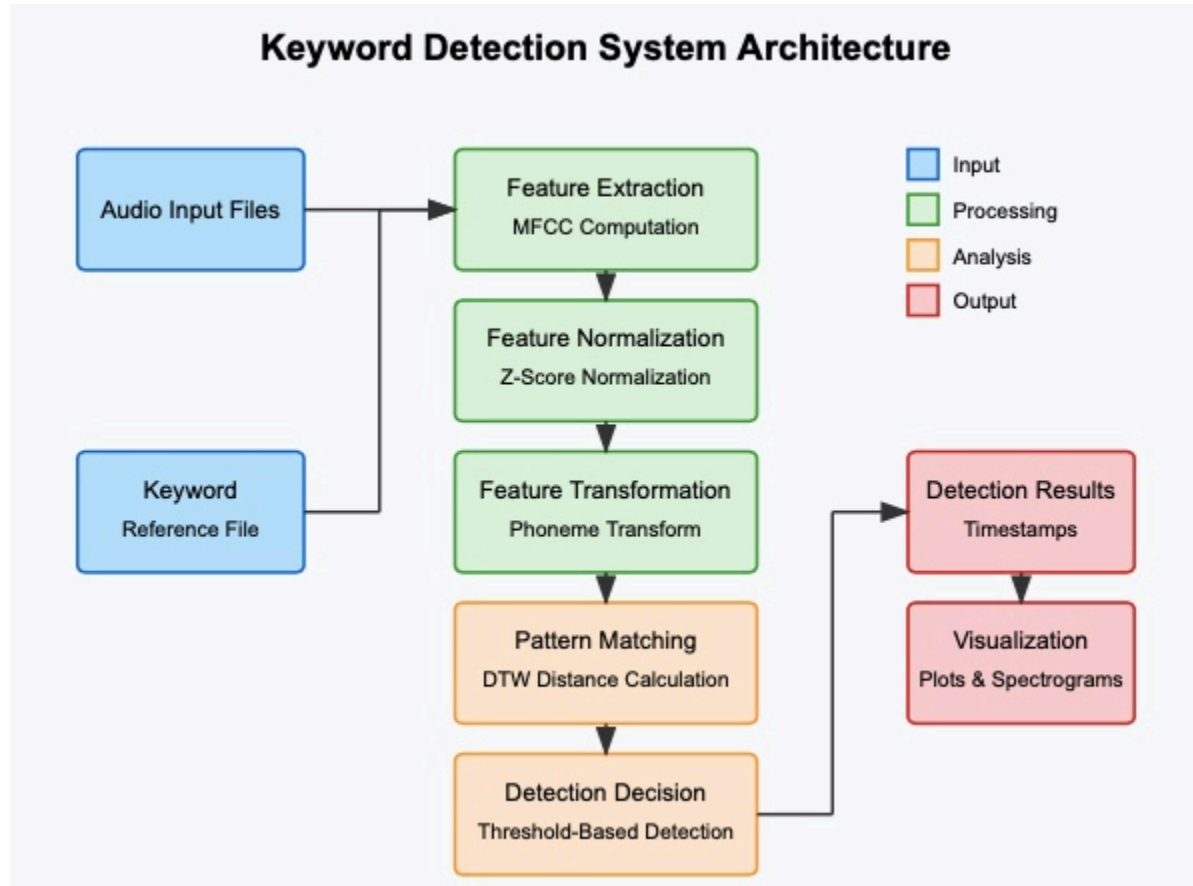 Keyword Detection System Architecture
Audio Input Files
Feature Extraction
MFCC Computation
Input
Processing
Analysis
Output
Feature Normalization
Z-Score Normalization
Keyword
Reference File
Feature Transformation
Phoneme Transform
Detection Results
Timestamps
Pattern Matching
DTW Distance Calculation
Visualization
Plots & Spectrograms
Detection Decision
Threshold-Based Detection